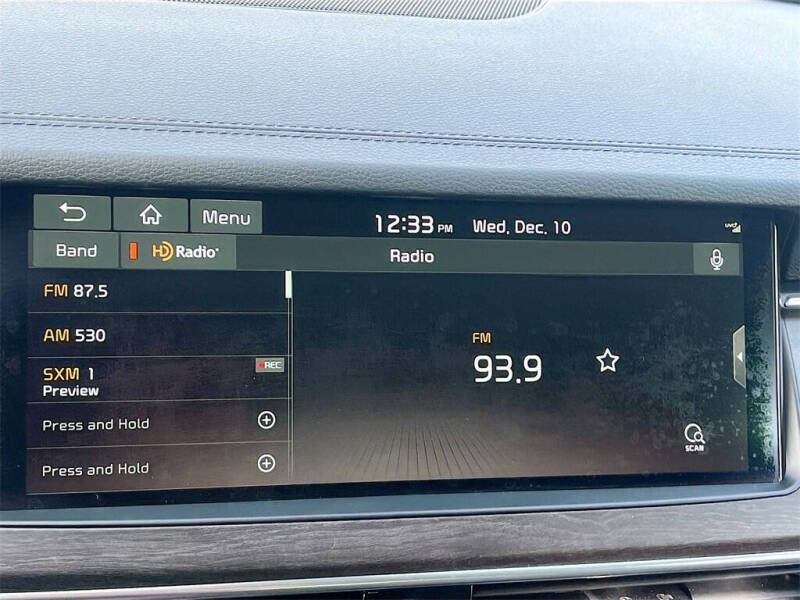 Menu
12:33 PM Wed, Dec. 10
Band
HD Radio
Radio
FM 87.5
AM 530
SXM 1
Preview
REC
Press and Hold
Press and Hold
FM
93.9
SCAN